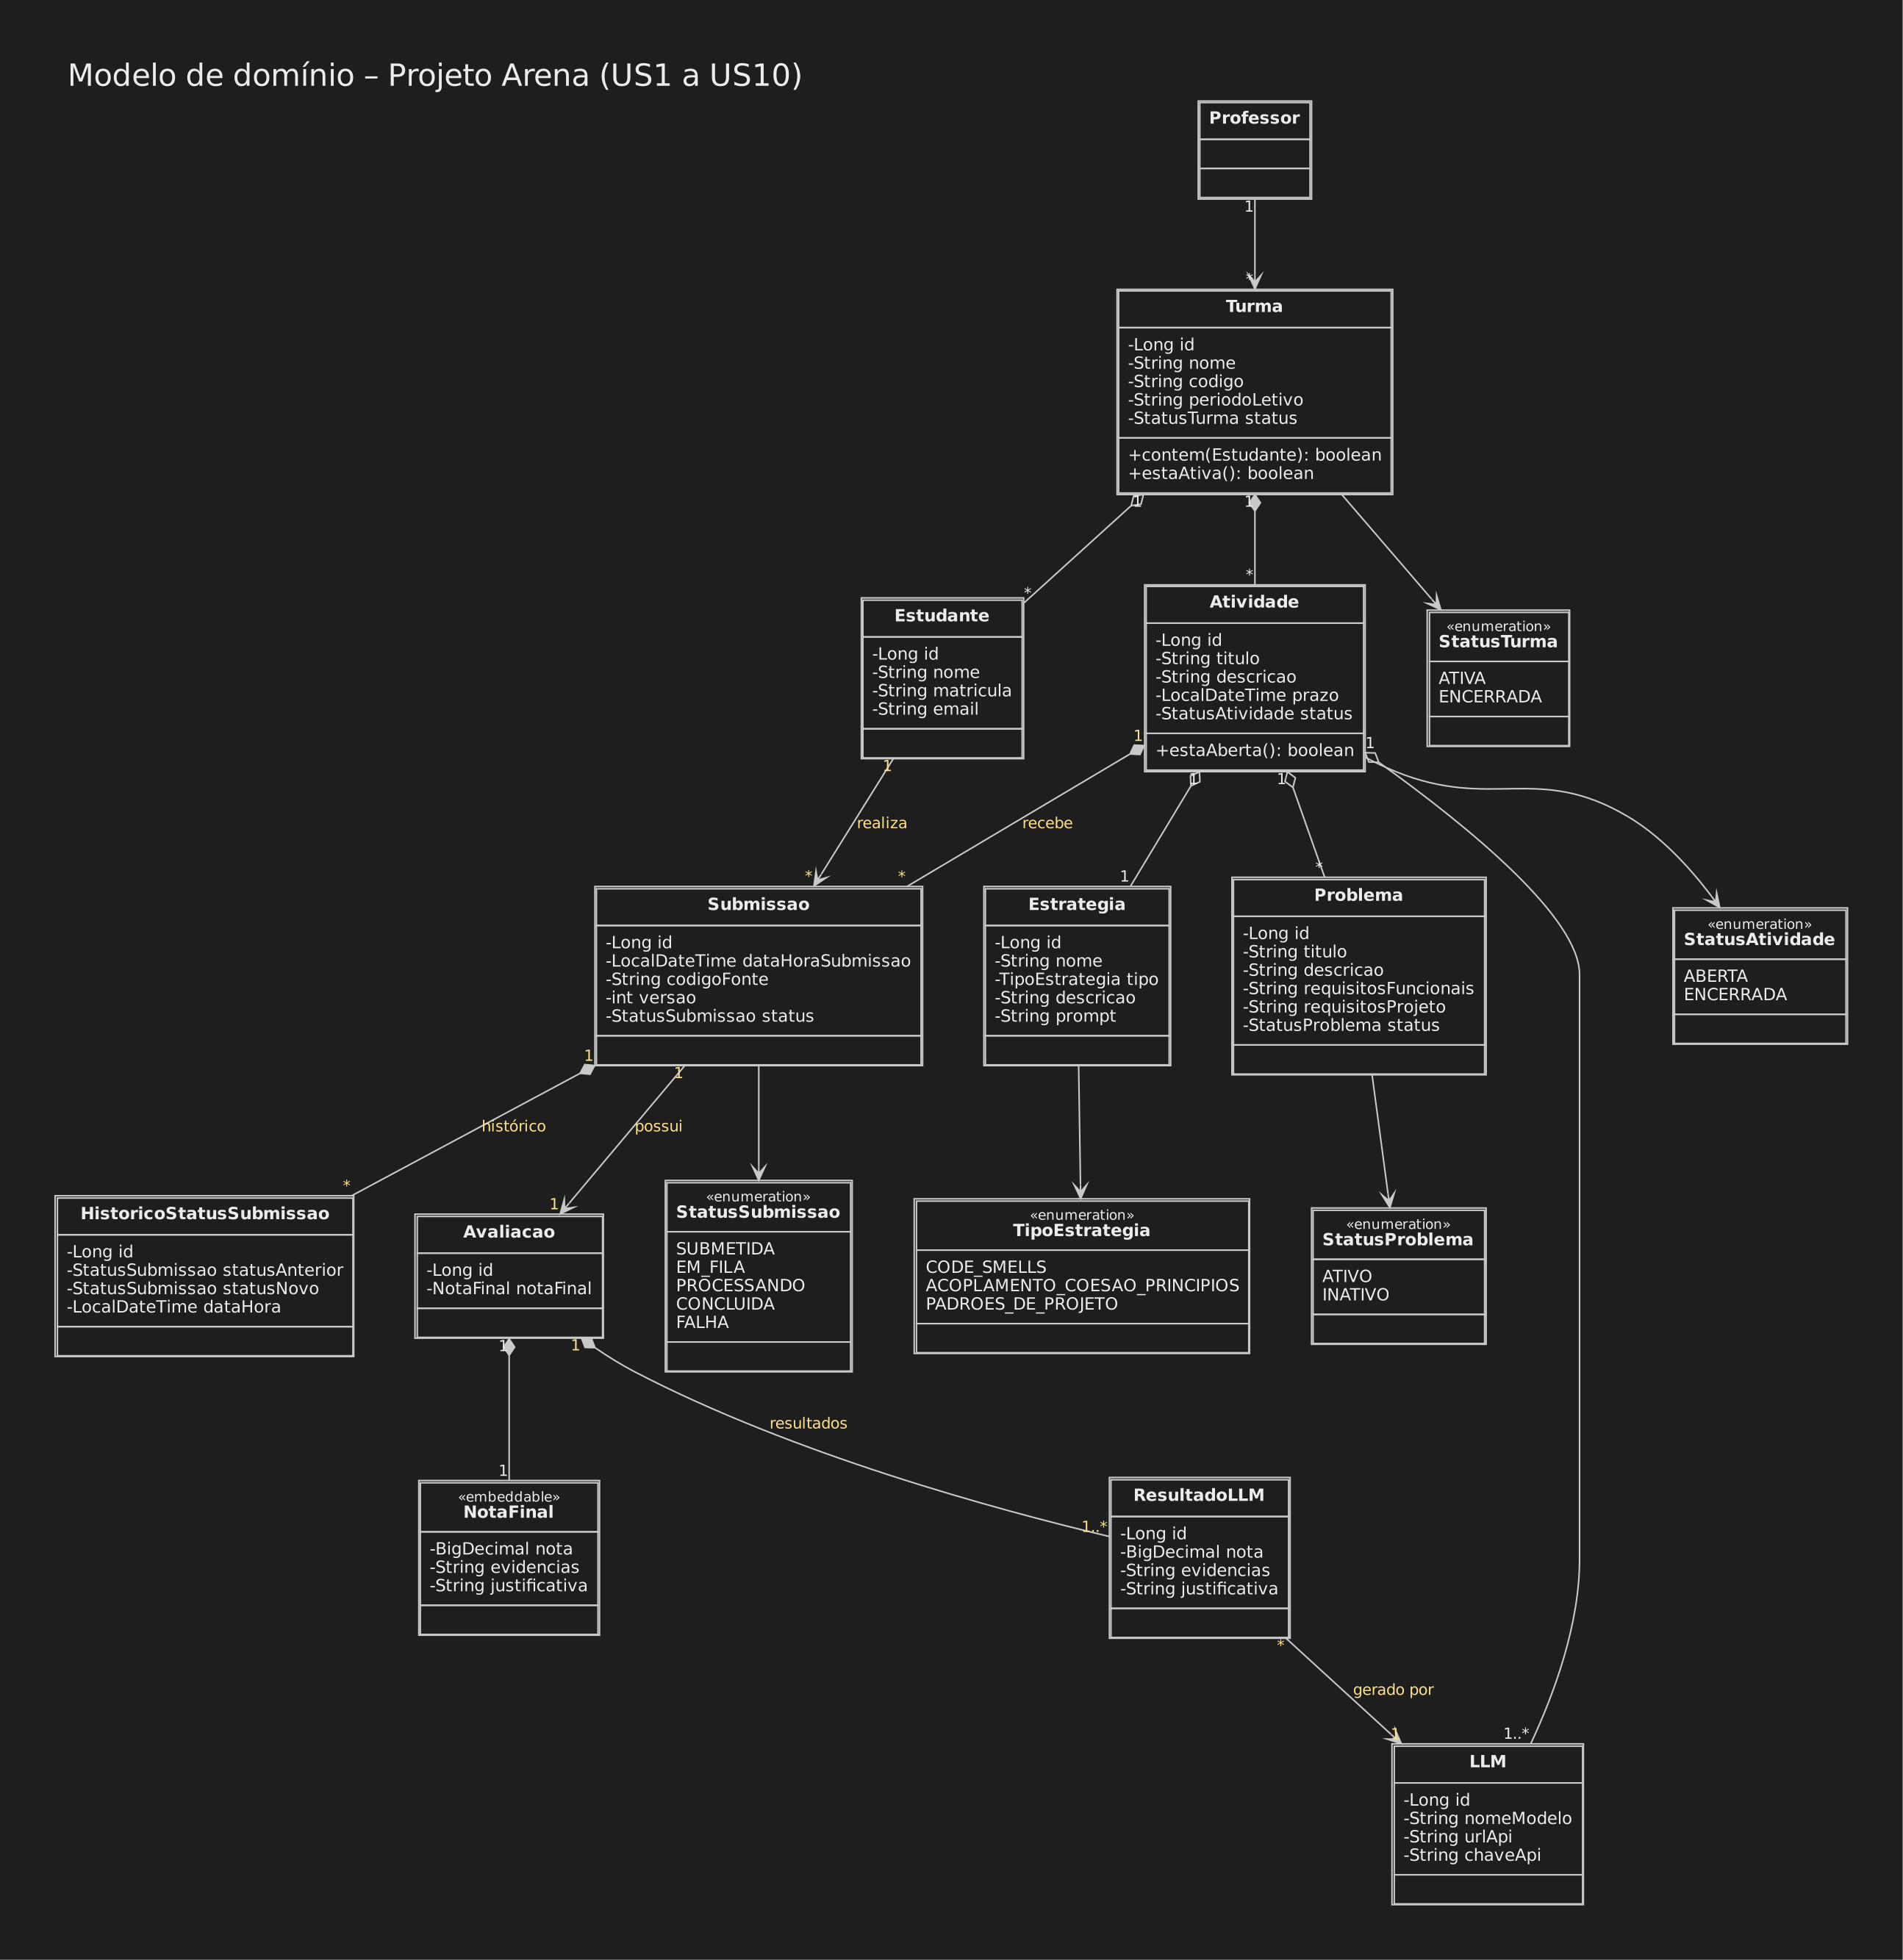 Modelo de domínio – Projeto Arena (US1 a US10)
Professor
1
*
Turma
-Long id
-String nome
-String codigo
-String periodoLetivo
-StatusTurma status
+contem(Estudante): boolean
+estaAtiva(): boolean
1
*
1
*
Estudante
-Long id
-String nome
-String matricula
-String email
Atividade
-Long id
-String titulo
-String descricao
-LocalDateTime prazo
-StatusAtividade status
+estaAberta(): boolean
«enumeration»
StatusTurma
ATIVA
ENCERRADA
1
realiza
*
1
recebe
*
1
1
1
*
1
Submissao
-Long id
-LocalDateTime dataHoraSubmissao
-String codigoFonte
-int versao
-StatusSubmissao status
Estrategia
-Long id
-String nome
-TipoEstrategia tipo
-String descricao
-String prompt
Problema
-Long id
-String titulo
-String descricao
-String requisitosFuncionais
-String requisitosProjeto
-StatusProblema status
«enumeration»
StatusAtividade
ABERTA
ENCERRADA
1
histórico
*
1
possui
1
HistoricoStatusSubmissao
-Long id
-StatusSubmissao statusAnterior
-StatusSubmissao statusNovo
-LocalDateTime dataHora
Avaliacao
-Long id
-NotaFinal notaFinal
«enumeration»
StatusSubmissao
SUBMETIDA
EM_FILA
PROCESSANDO
CONCLUIDA
FALHA
«enumeration»
TipoEstrategia
CODE_SMELLS
ACOPLAMENTO_COESAO_PRINCIPIOS
PADROES_DE_PROJETO
«enumeration»
StatusProblema
ATIVO
INATIVO
1
1
1
resultados
1..*
«embeddable»
NotaFinal
-BigDecimal nota
-String evidencias
-String justificativa
ResultadoLLM
-Long id
-BigDecimal nota
-String evidencias
-String justificativa
*
gerado por
1
1..*
LLM
-Long id
-String nomeModelo
-String urlApi
-String chaveApi